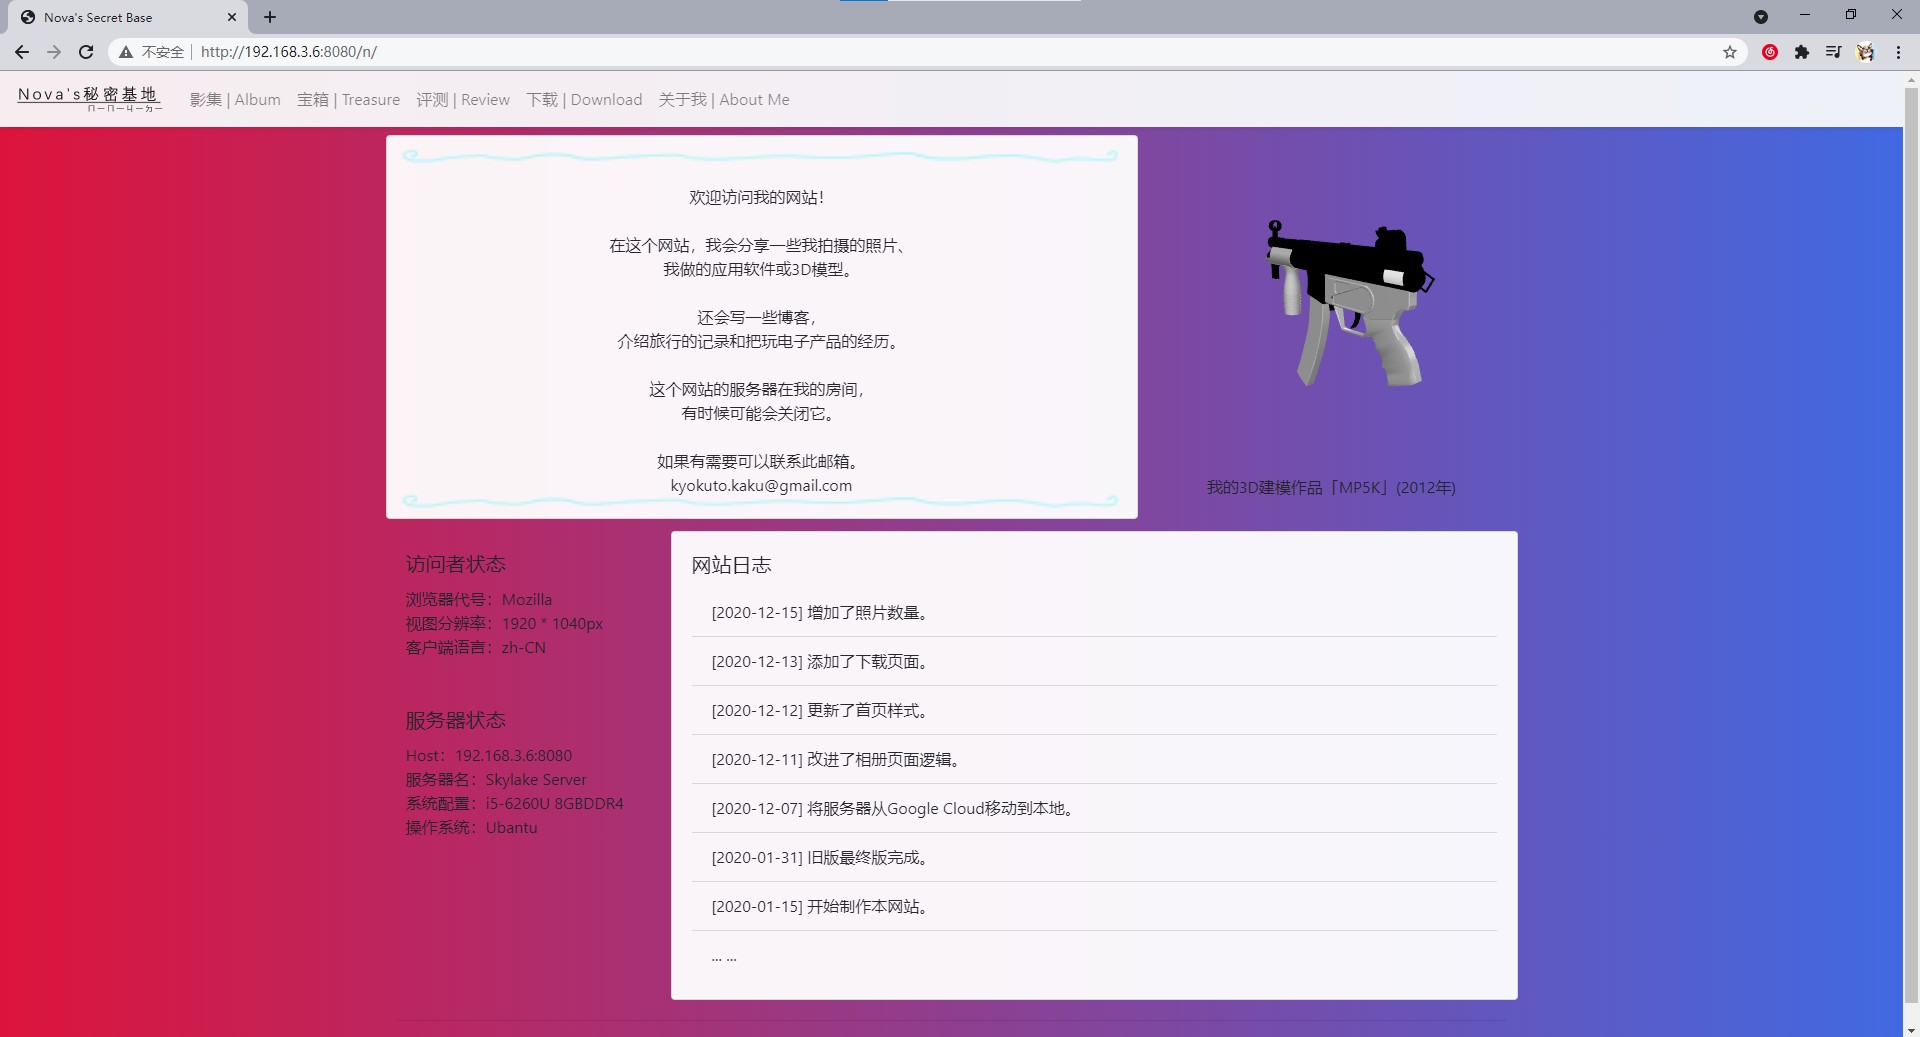 Nova's Secret Base
不安全
http://192.168.3.6:8080/n/
Nova's秘密基地
影集 | Album
宝箱 | Treasure
评测 | Review
下载 | Download
关于我 | About Me
欢迎访问我的网站！
在这个网站，我会分享一些我拍摄的照片、
我做的应用软件或3D模型。
还会写一些博客，
介绍旅行的记录和把玩电子产品的经历。
这个网站的服务器在我的房间，
有时候可能会关闭它。
如果有需要可以联系此邮箱。
kyokuto.kaku@gmail.com
我的3D建模作品「MP5K」(2012年)
访问者状态
浏览器代号：Mozilla
视图分辨率：1920 * 1040px
客户端语言：zh-CN
服务器状态
Host：192.168.3.6:8080
服务器名：Skylake Server
系统配置：i5-6260U 8GBDDR4
操作系统：Ubantu
网站日志
[2020-12-15] 增加了照片数量。
[2020-12-13] 添加了下载页面。
[2020-12-12] 更新了首页样式。
[2020-12-11] 改进了相册页面逻辑。
[2020-12-07] 将服务器从Google Cloud移动到本地。
[2020-01-31] 旧版最终版完成。
[2020-01-15] 开始制作本网站。
... ...